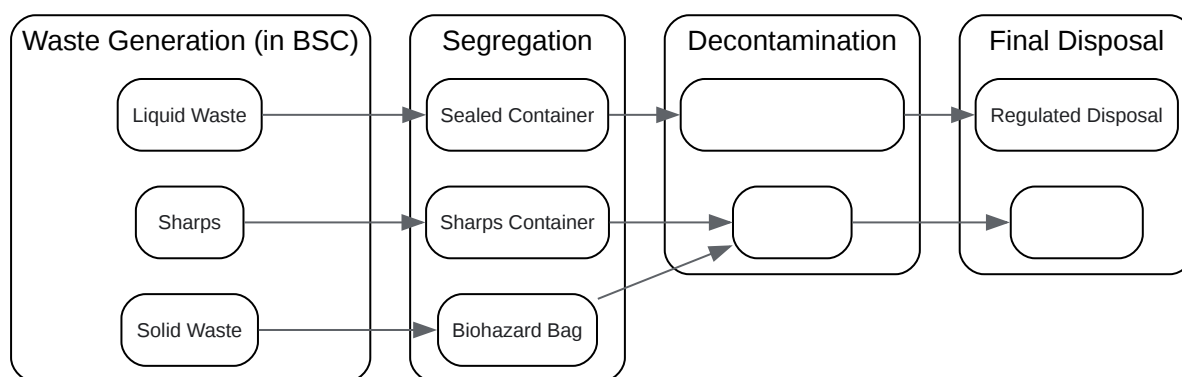 Waste Generation (in BSC)
Segregation
Decontamination
Final Disposal
Liquid Waste
Sealed Container
Regulated Disposal
Sharps
Sharps Container
Solid Waste
Biohazard Bag